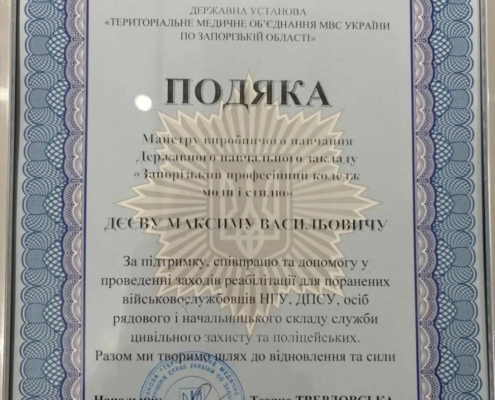 ДЕРЖАВНА УСТАНОВА
«ТЕРИТОРІАЛЬНЕ МЕДИЧНЕ ОБ'ЄДНАННЯ МВС УКРАЇНИ
ПО ЗАПОРІЗЬКІЙ ОБЛАСТІ»
ПОДЯКА
Майстру виробничого навчання
Державного навчального закладу
«Запорізький професійний коледж
моди і стилю»
ДЄЄВУ МАКСИМУ ВАСИЛЬОВИЧУ
За підтримку, співпрацю та допомогу у
проведенні заходів реабілітації для поранених
військовослужбовців НГУ, ДПСУ, осіб
рядового і начальницького складу служби
цивільного захисту та поліцейських.
Разом ми творимо шлях до відновлення та сили
Начальник Тетяна